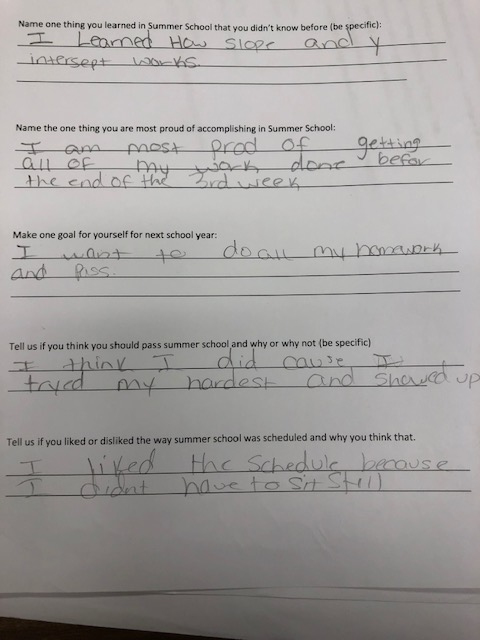 Name one thing you learned in Summer School that you didn't know before (be specific):
I Learned How slope and y
intersept works.
Name the one thing you are most proud of accomplishing in Summer School:
I am most prod of getting
all of my work done befor
the end of the 3rd week
Make one goal for yourself for next school year:
I want to do all my homework
and Piss.
Tell us if you think you should pass summer school and why or why not (be specific)
I think I did cause I
tryed my hardest and showed up
Tell us if you liked or disliked the way summer school was scheduled and why you think that.
I liked the Schedule because
I didnt have to sit still